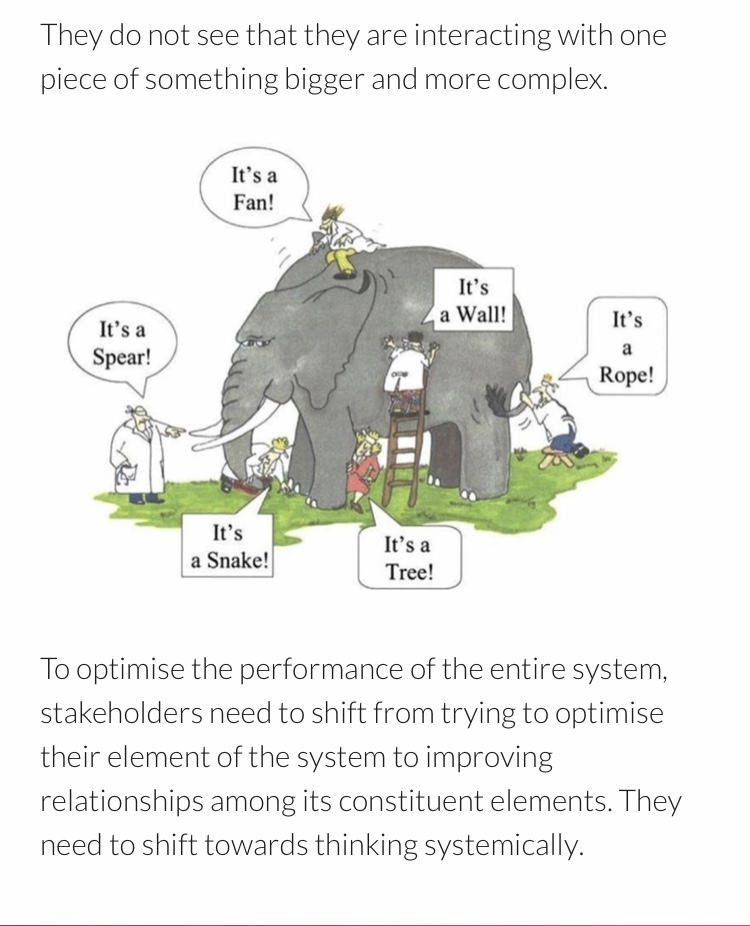 They do not see that they are interacting with one
piece of something bigger and more complex.
It's a
Fan!
It's
a Wall!
It's a
Spear!
It's
a
Rope!
It's
a Snake!
It's a
Tree!
To optimise the performance of the entire system,
stakeholders need to shift from trying to optimise
their element of the system to improving
relationships among its constituent elements. They
need to shift towards thinking systemically.